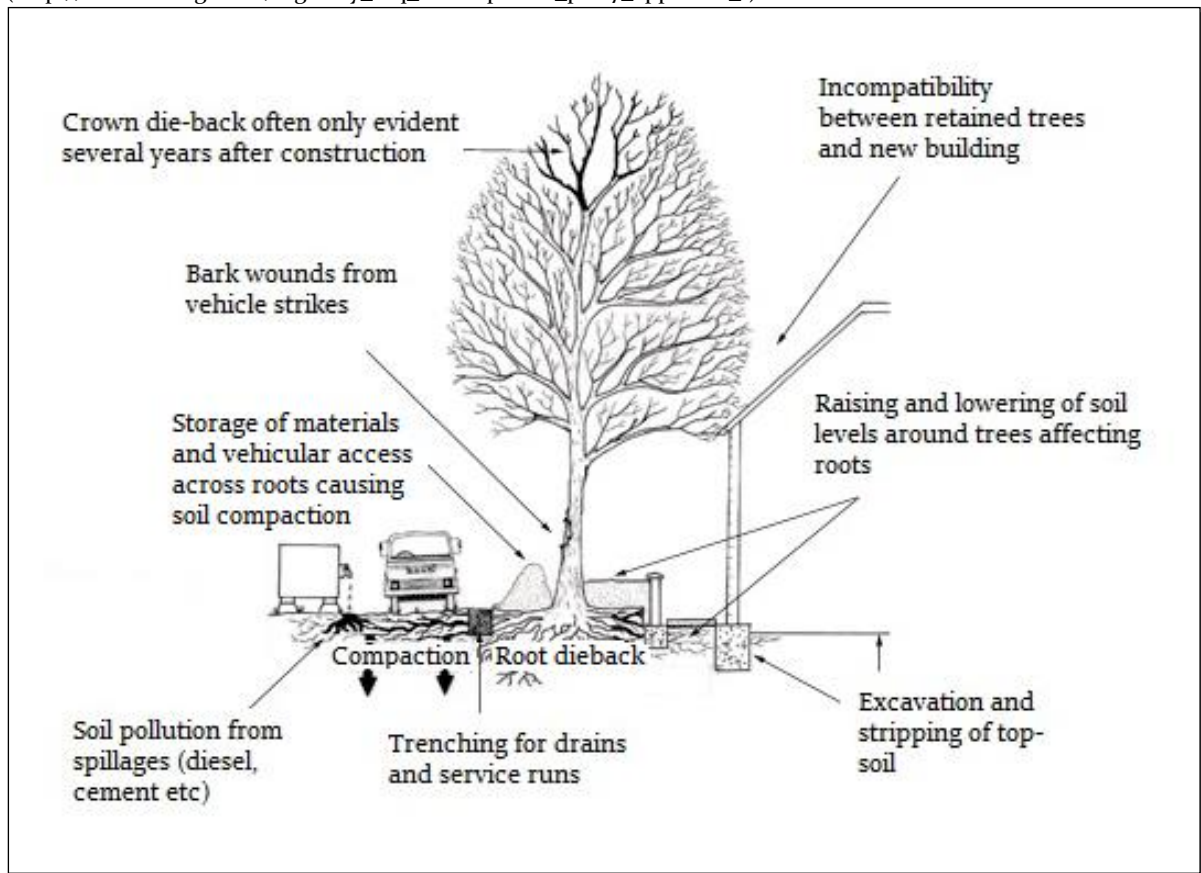 Crown die-back often only evident
several years after construction
Incompatibility
between retained trees
and new building
Bark wounds from
vehicle strikes
Storage of materials
and vehicular access
across roots causing
soil compaction
Raising and lowering of soil
levels around trees affecting
roots
Compaction
Root dieback
Soil pollution from
spillages (diesel,
cement etc)
Trenching for drains
and service runs
Excavation and
stripping of top-
soil